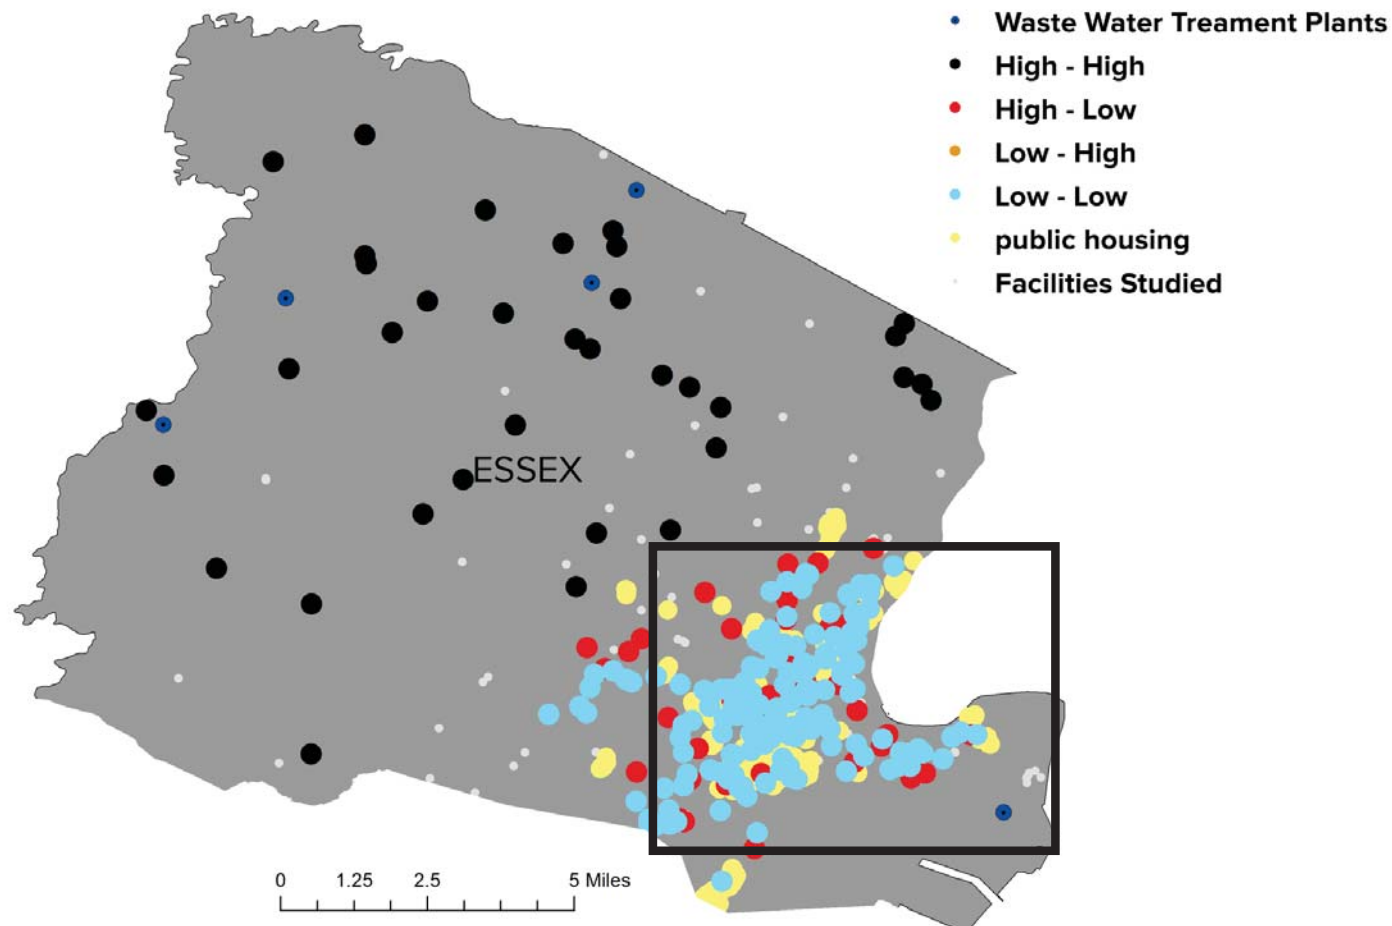 Waste Water Treament Plants
High - High
High - Low
Low - High
Low - Low
public housing
Facilities Studied
ESSEX
0 1.25 2.5 5 Miles